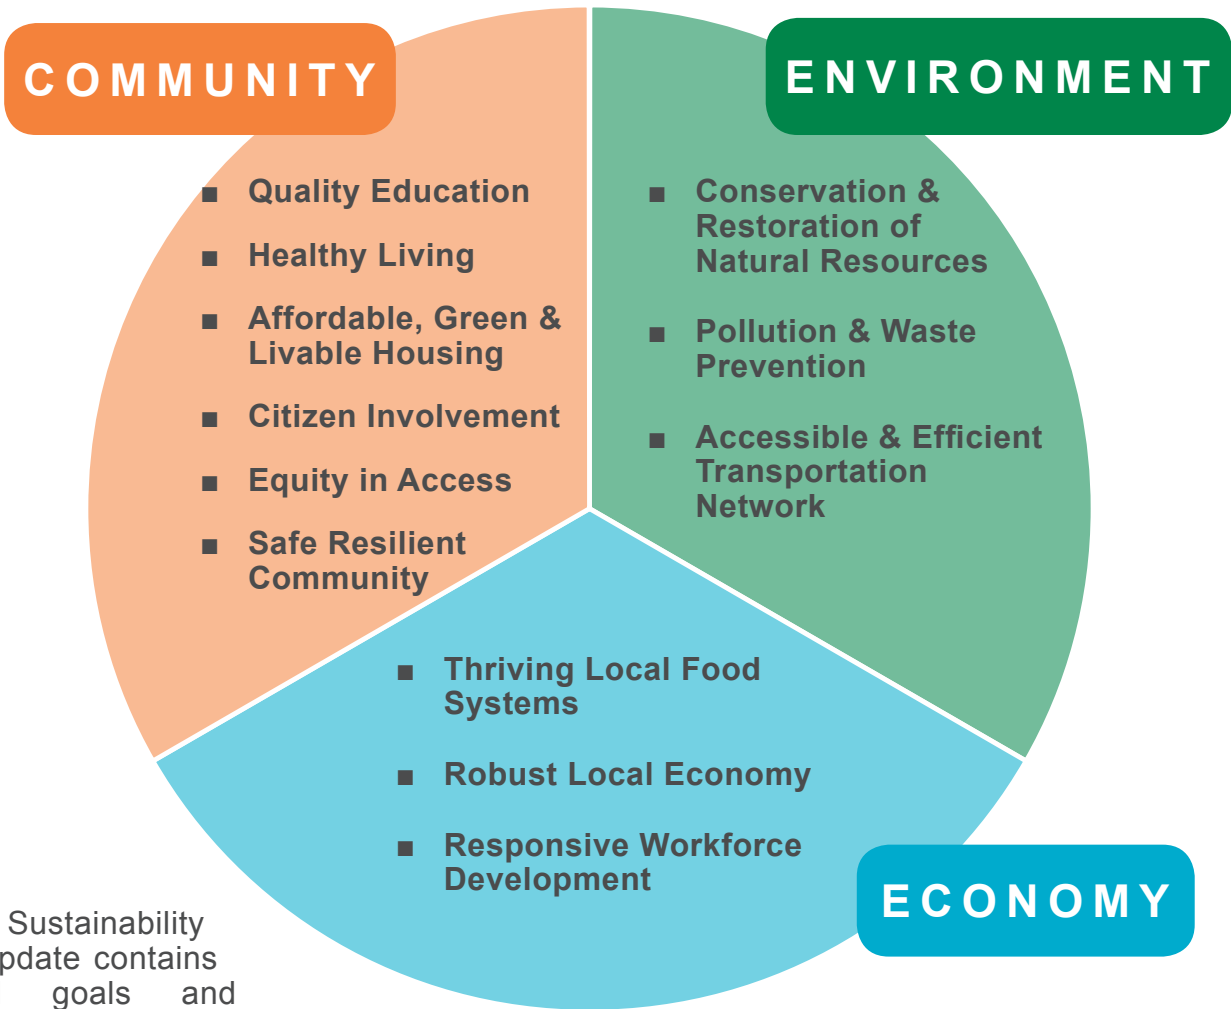 COMMUNITY
■ Quality Education
■ Healthy Living
■ Affordable, Green &
Livable Housing
■ Citizen Involvement
■ Equity in Access
■ Safe Resilient
Community
ENVIRONMENT
■ Conservation &
Restoration of
Natural Resources
■ Pollution & Waste
Prevention
■ Accessible & Efficient
Transportation
Network
■ Thriving Local Food
Systems
■ Robust Local Economy
■ Responsive Workforce
Development
ECONOMY
Sustainability
pdate contains
goals and